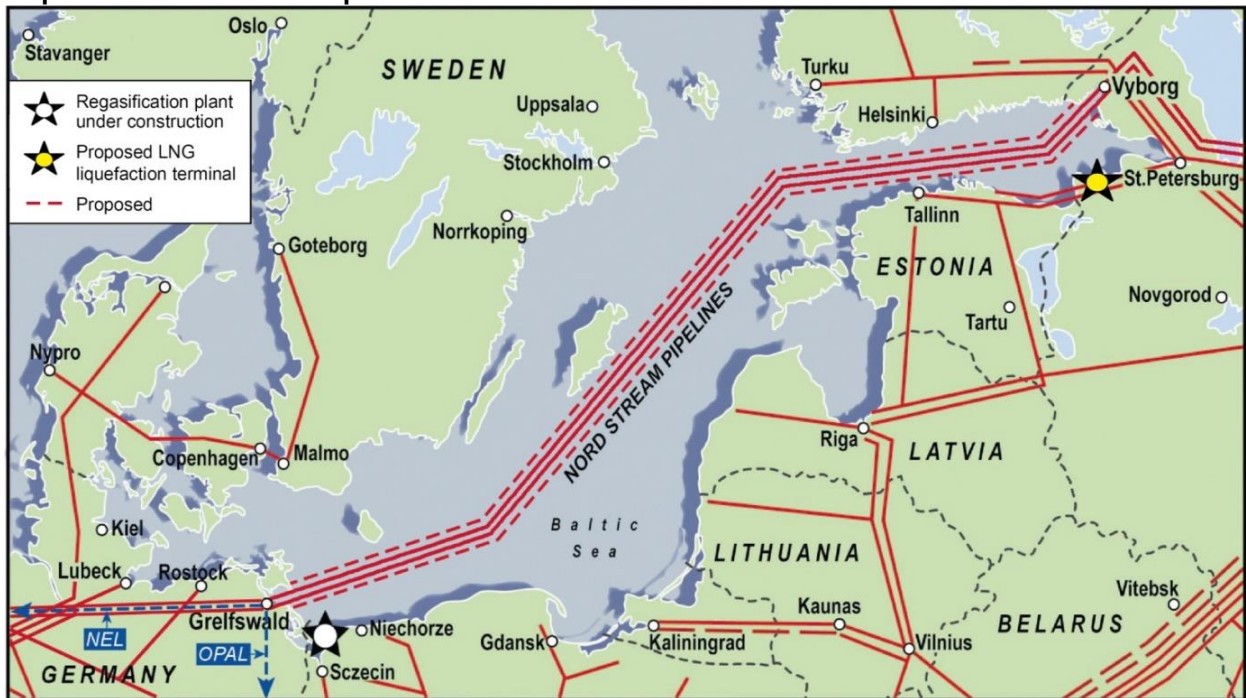 Oslo
Stavanger
SWEDEN
Turku
Vyborg
Regasification plant
under construction
Uppsala
Helsinki
Proposed LNG
liquefaction terminal
Stockholm
St.Petersburg
Proposed
Tallinn
Norrkoping
Goteborg
ESTONIA
Novgorod
Tartu
Nypro
NORD STREAM PIPELINES
Riga
Copenhagen
Malmo
LATVIA
Baltic
Sea
Kiel
LITHUANIA
Lubeck
Rostock
Vitebsk
Grelfswald
Kaunas
BELARUS
NEL
Niechorze
Gdansk
Kaliningrad
Vilnius
OPAL
GERMANY
Sczecin